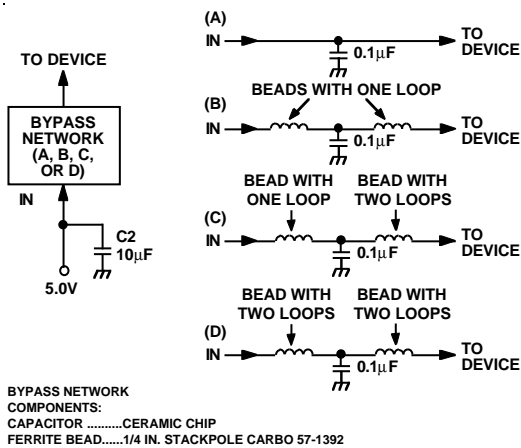 TO DEVICE
BYPASS
NETWORK
(A, B, C,
OR D)
IN
C2
10µF
5.0V
(A)
IN
TO
DEVICE
0.1µF
BEADS WITH ONE LOOP
(B)
IN
TO
DEVICE
0.1µF
BEAD WITH
ONE LOOP
BEAD WITH
TWO LOOPS
(C)
IN
TO
DEVICE
0.1µF
BEAD WITH
TWO LOOPS
BEAD WITH
TWO LOOPS
(D)
IN
TO
DEVICE
0.1µF
BYPASS NETWORK
COMPONENTS:
CAPACITOR ..........CERAMIC CHIP
FERRITE BEAD......1/4 IN. STACKPOLE CARBO 57-1392